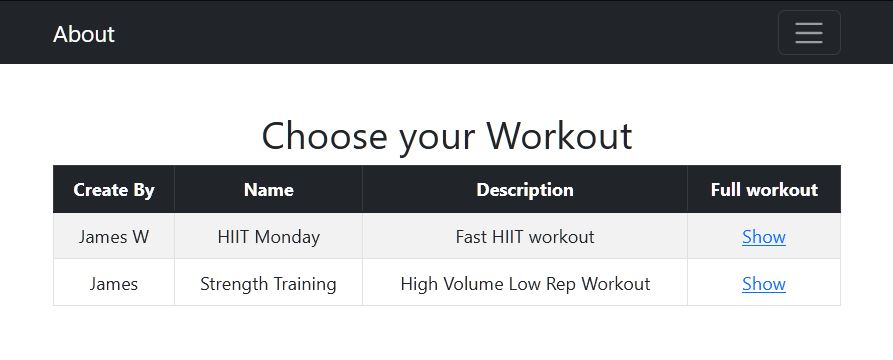 About
Choose your Workout
Create By Name Description Full workout
James W HIIT Monday Fast HIIT workout Show
James Strength Training High Volume Low Rep Workout Show